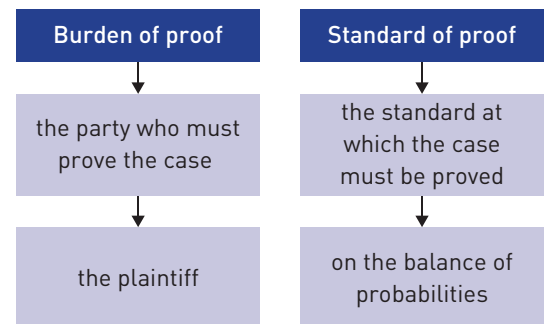 Burden of proof
the party who must
prove the case
the plaintiff
Standard of proof
the standard at
which the case
must be proved
on the balance of
probabilities